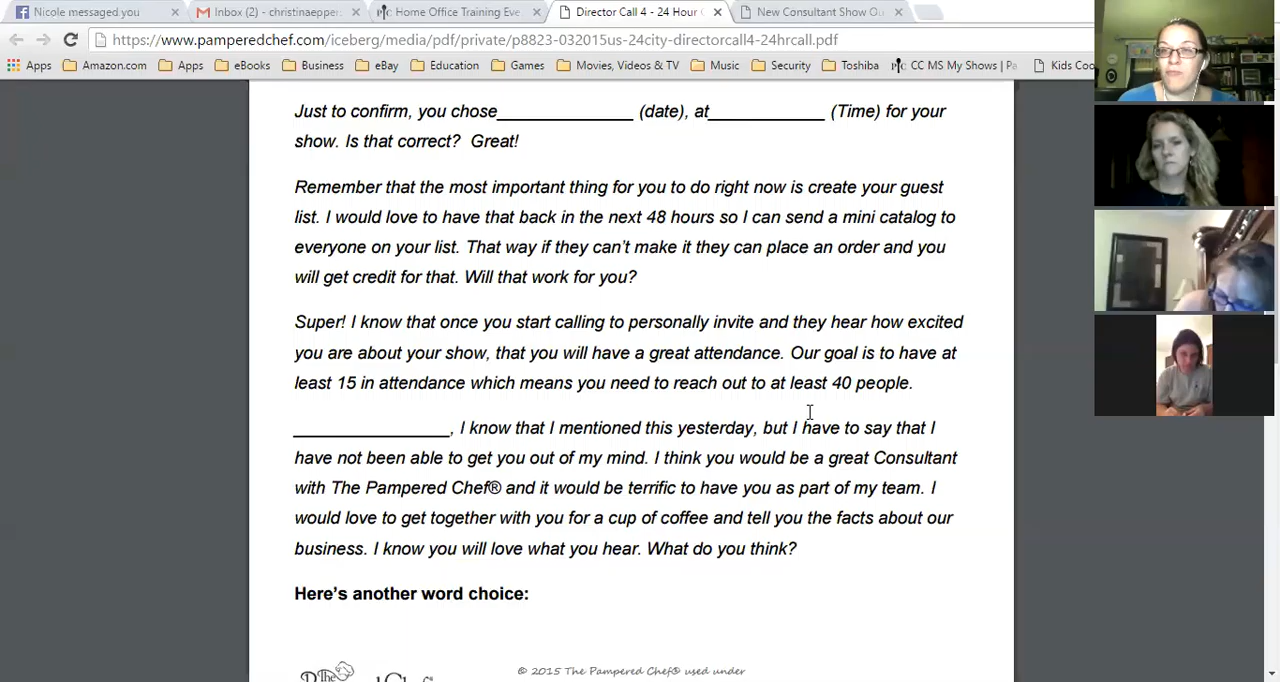 Nicole messaged you
Inbox (2) - christinaepper
Home Office Training Eve
Director Call 4 - 24 Hour
New Consultant Show Ou
https://www.pamperedchef.com/iceberg/media/pdf/private/p8823-032015us-24city-directorcall4-24hrcall.pdf
Apps Amazon.com Apps eBooks Business eBay Education Games Movies, Videos & TV Music Security Toshiba CC MS My Shows | Pa Kids Coo
Just to confirm, you chose______________ (date), at____________ (Time) for your
show. Is that correct? Great!
Remember that the most important thing for you to do right now is create your guest
list. I would love to have that back in the next 48 hours so I can send a mini catalog to
everyone on your list. That way if they can’t make it they can place an order and you
will get credit for that. Will that work for you?
Super! I know that once you start calling to personally invite and they hear how excited
you are about your show, that you will have a great attendance. Our goal is to have at
least 15 in attendance which means you need to reach out to at least 40 people.
________________, I know that I mentioned this yesterday, but I have to say that I
have not been able to get you out of my mind. I think you would be a great Consultant
with The Pampered Chef® and it would be terrific to have you as part of my team. I
would love to get together with you for a cup of coffee and tell you the facts about our
business. I know you will love what you hear. What do you think?
Here’s another word choice:
© 2015 The Pampered Chef® used under
The